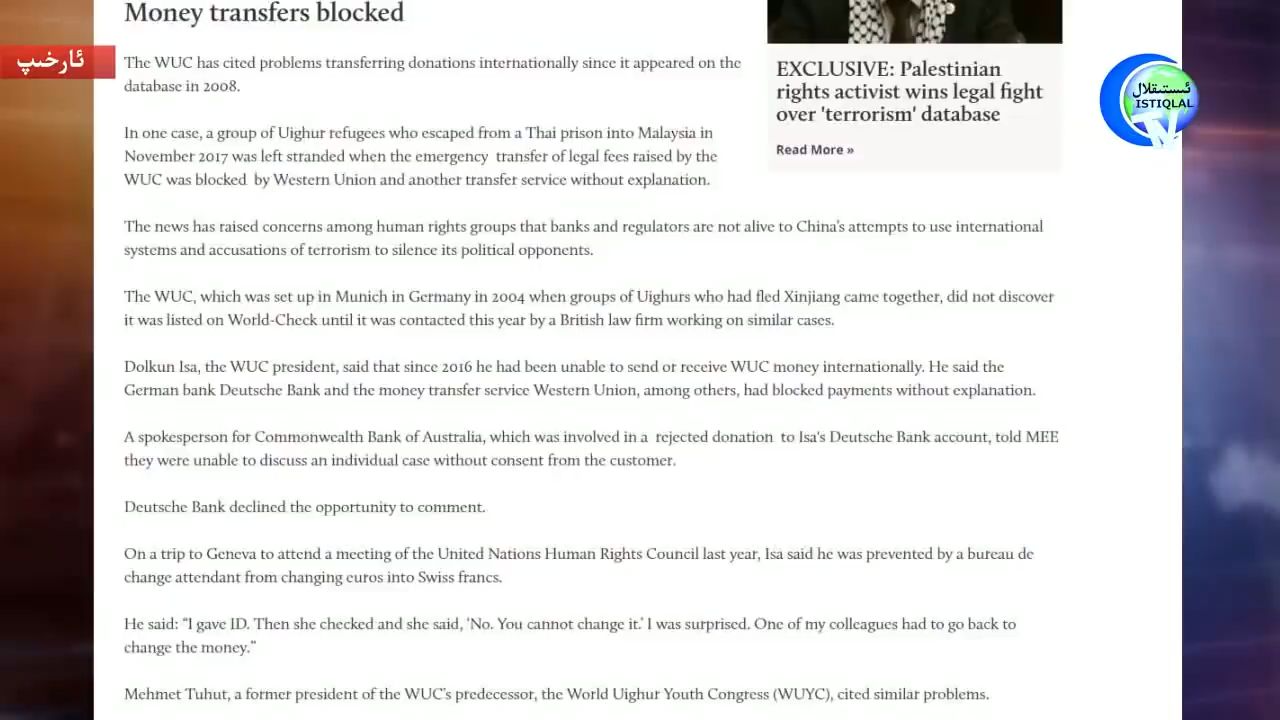 Money transfers blocked
ئارخىپ
The WUC has cited problems transferring donations internationally since it appeared on the
database in 2008.
In one case, a group of Uighur refugees who escaped from a Thai prison into Malaysia in
November 2017 was left stranded when the emergency transfer of legal fees raised by the
WUC was blocked by Western Union and another transfer service without explanation.
EXCLUSIVE: Palestinian
rights activist wins legal fight
over 'terrorism' database
Read More »
ئىستىقلال
ISTIQLAL
TV
The news has raised concerns among human rights groups that banks and regulators are not alive to China's attempts to use international
systems and accusations of terrorism to silence its political opponents.
The WUC, which was set up in Munich in Germany in 2004 when groups of Uighurs who had fled Xinjiang came together, did not discover
it was listed on World-Check until it was contacted this year by a British law firm working on similar cases.
Dolkun Isa, the WUC president, said that since 2016 he had been unable to send or receive WUC money internationally. He said the
German bank Deutsche Bank and the money transfer service Western Union, among others, had blocked payments without explanation.
A spokesperson for Commonwealth Bank of Australia, which was involved in a rejected donation to Isa's Deutsche Bank account, told MEE
they were unable to discuss an individual case without consent from the customer.
Deutsche Bank declined the opportunity to comment.
On a trip to Geneva to attend a meeting of the United Nations Human Rights Council last year, Isa said he was prevented by a bureau de
change attendant from changing euros into Swiss francs.
He said: “I gave ID. Then she checked and she said, ‘No. You cannot change it.’ I was surprised. One of my colleagues had to go back to
change the money.”
Mehmet Tuhut, a former president of the WUC's predecessor, the World Uighur Youth Congress (WUYC), cited similar problems.